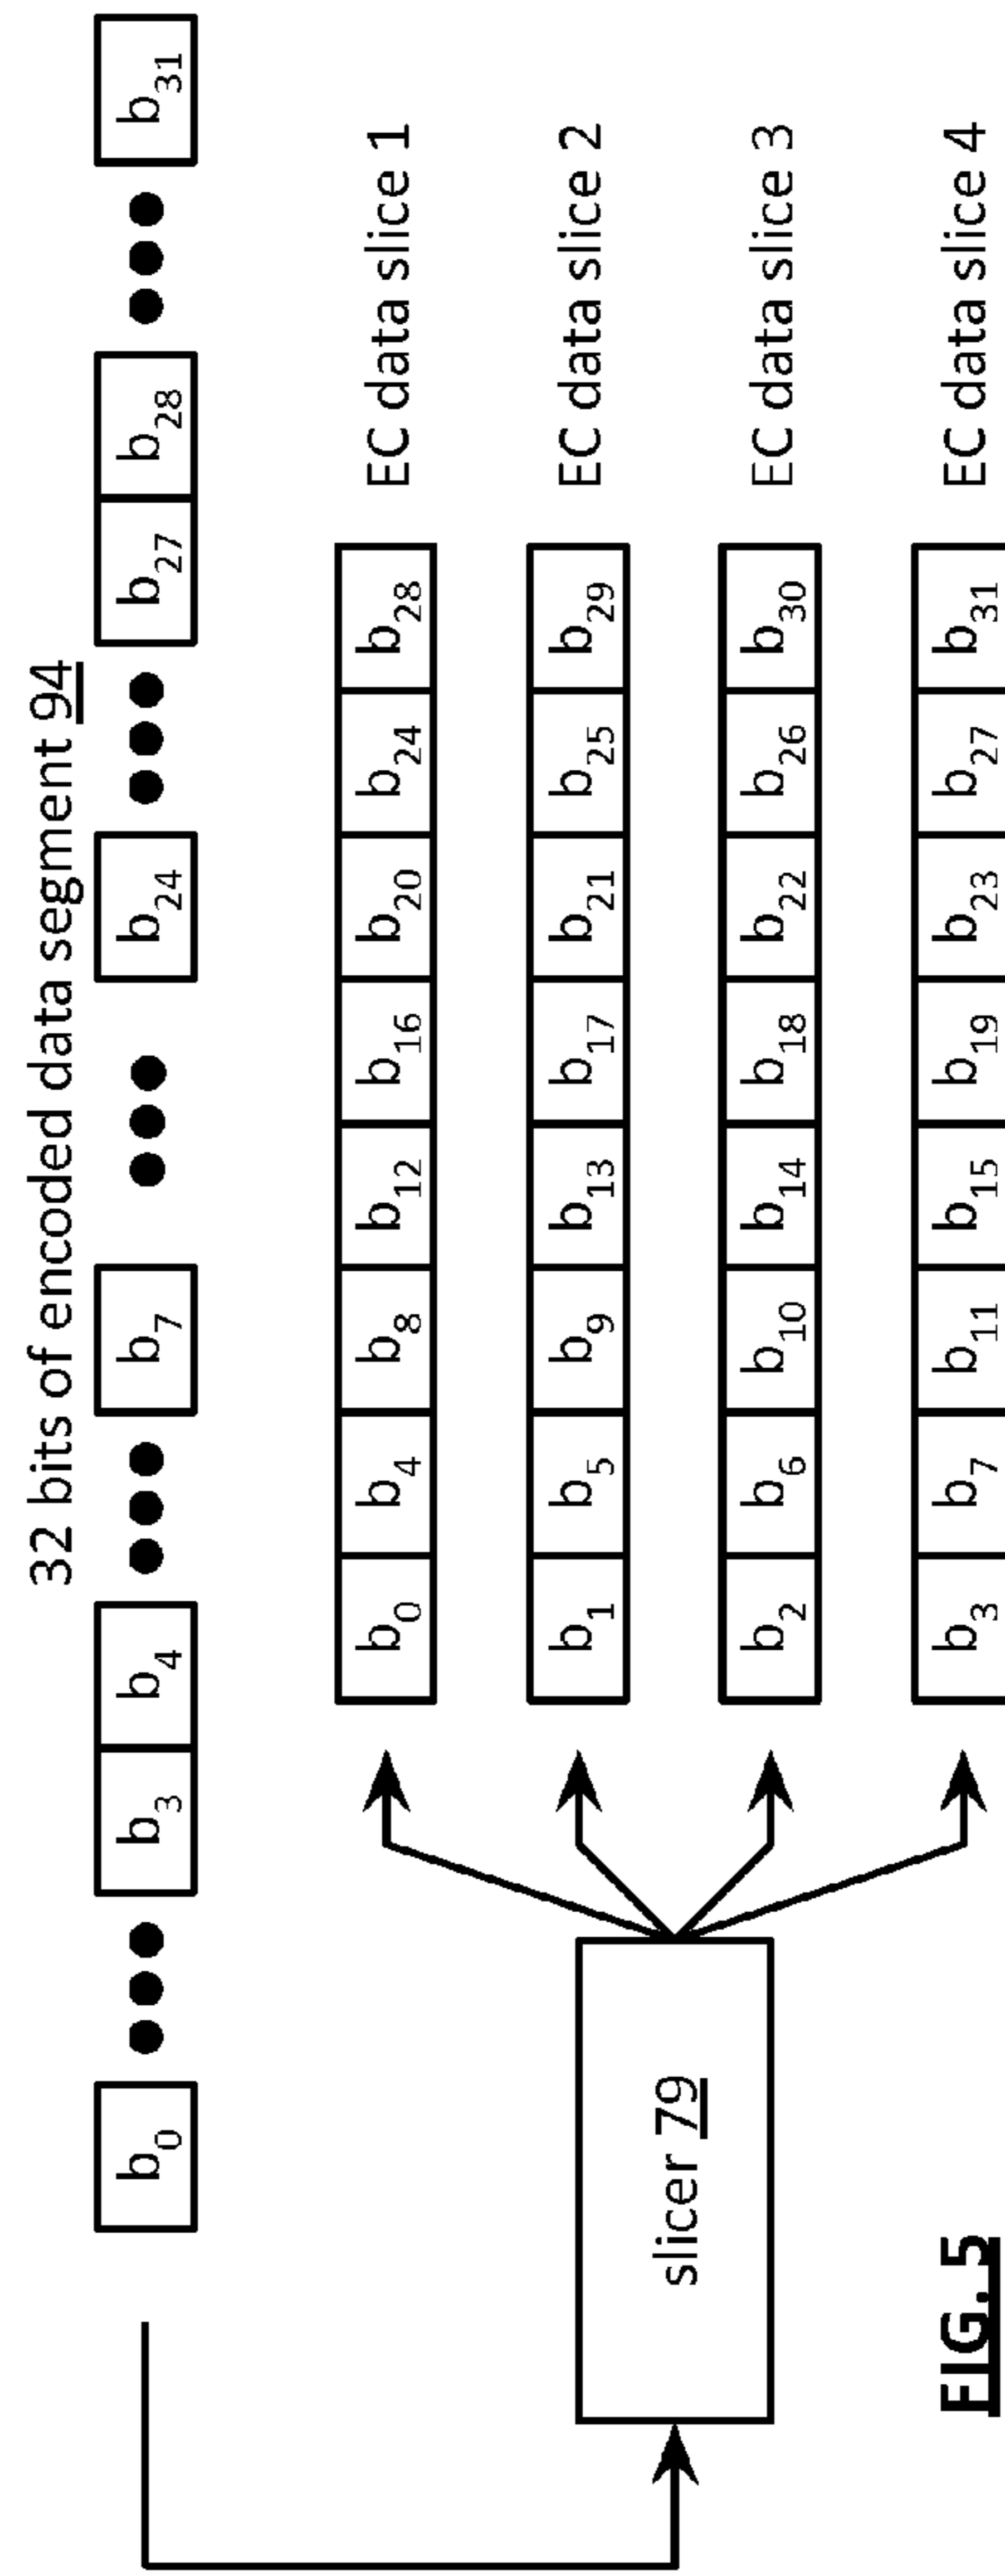 32 bits of encoded data segment 94
b0 ●●● b3 b4 ●●● b7 ●●● b24 ●●● b27 b28 ●●● b31
b0 b4 b8 b12 b16 b20 b24 b28 EC data slice 1
b1 b5 b9 b13 b17 b21 b25 b29 EC data slice 2
slicer 79
b2 b6 b10 b14 b18 b22 b26 b30 EC data slice 3
b3 b7 b11 b15 b19 b23 b27 b31 EC data slice 4
FIG. 5